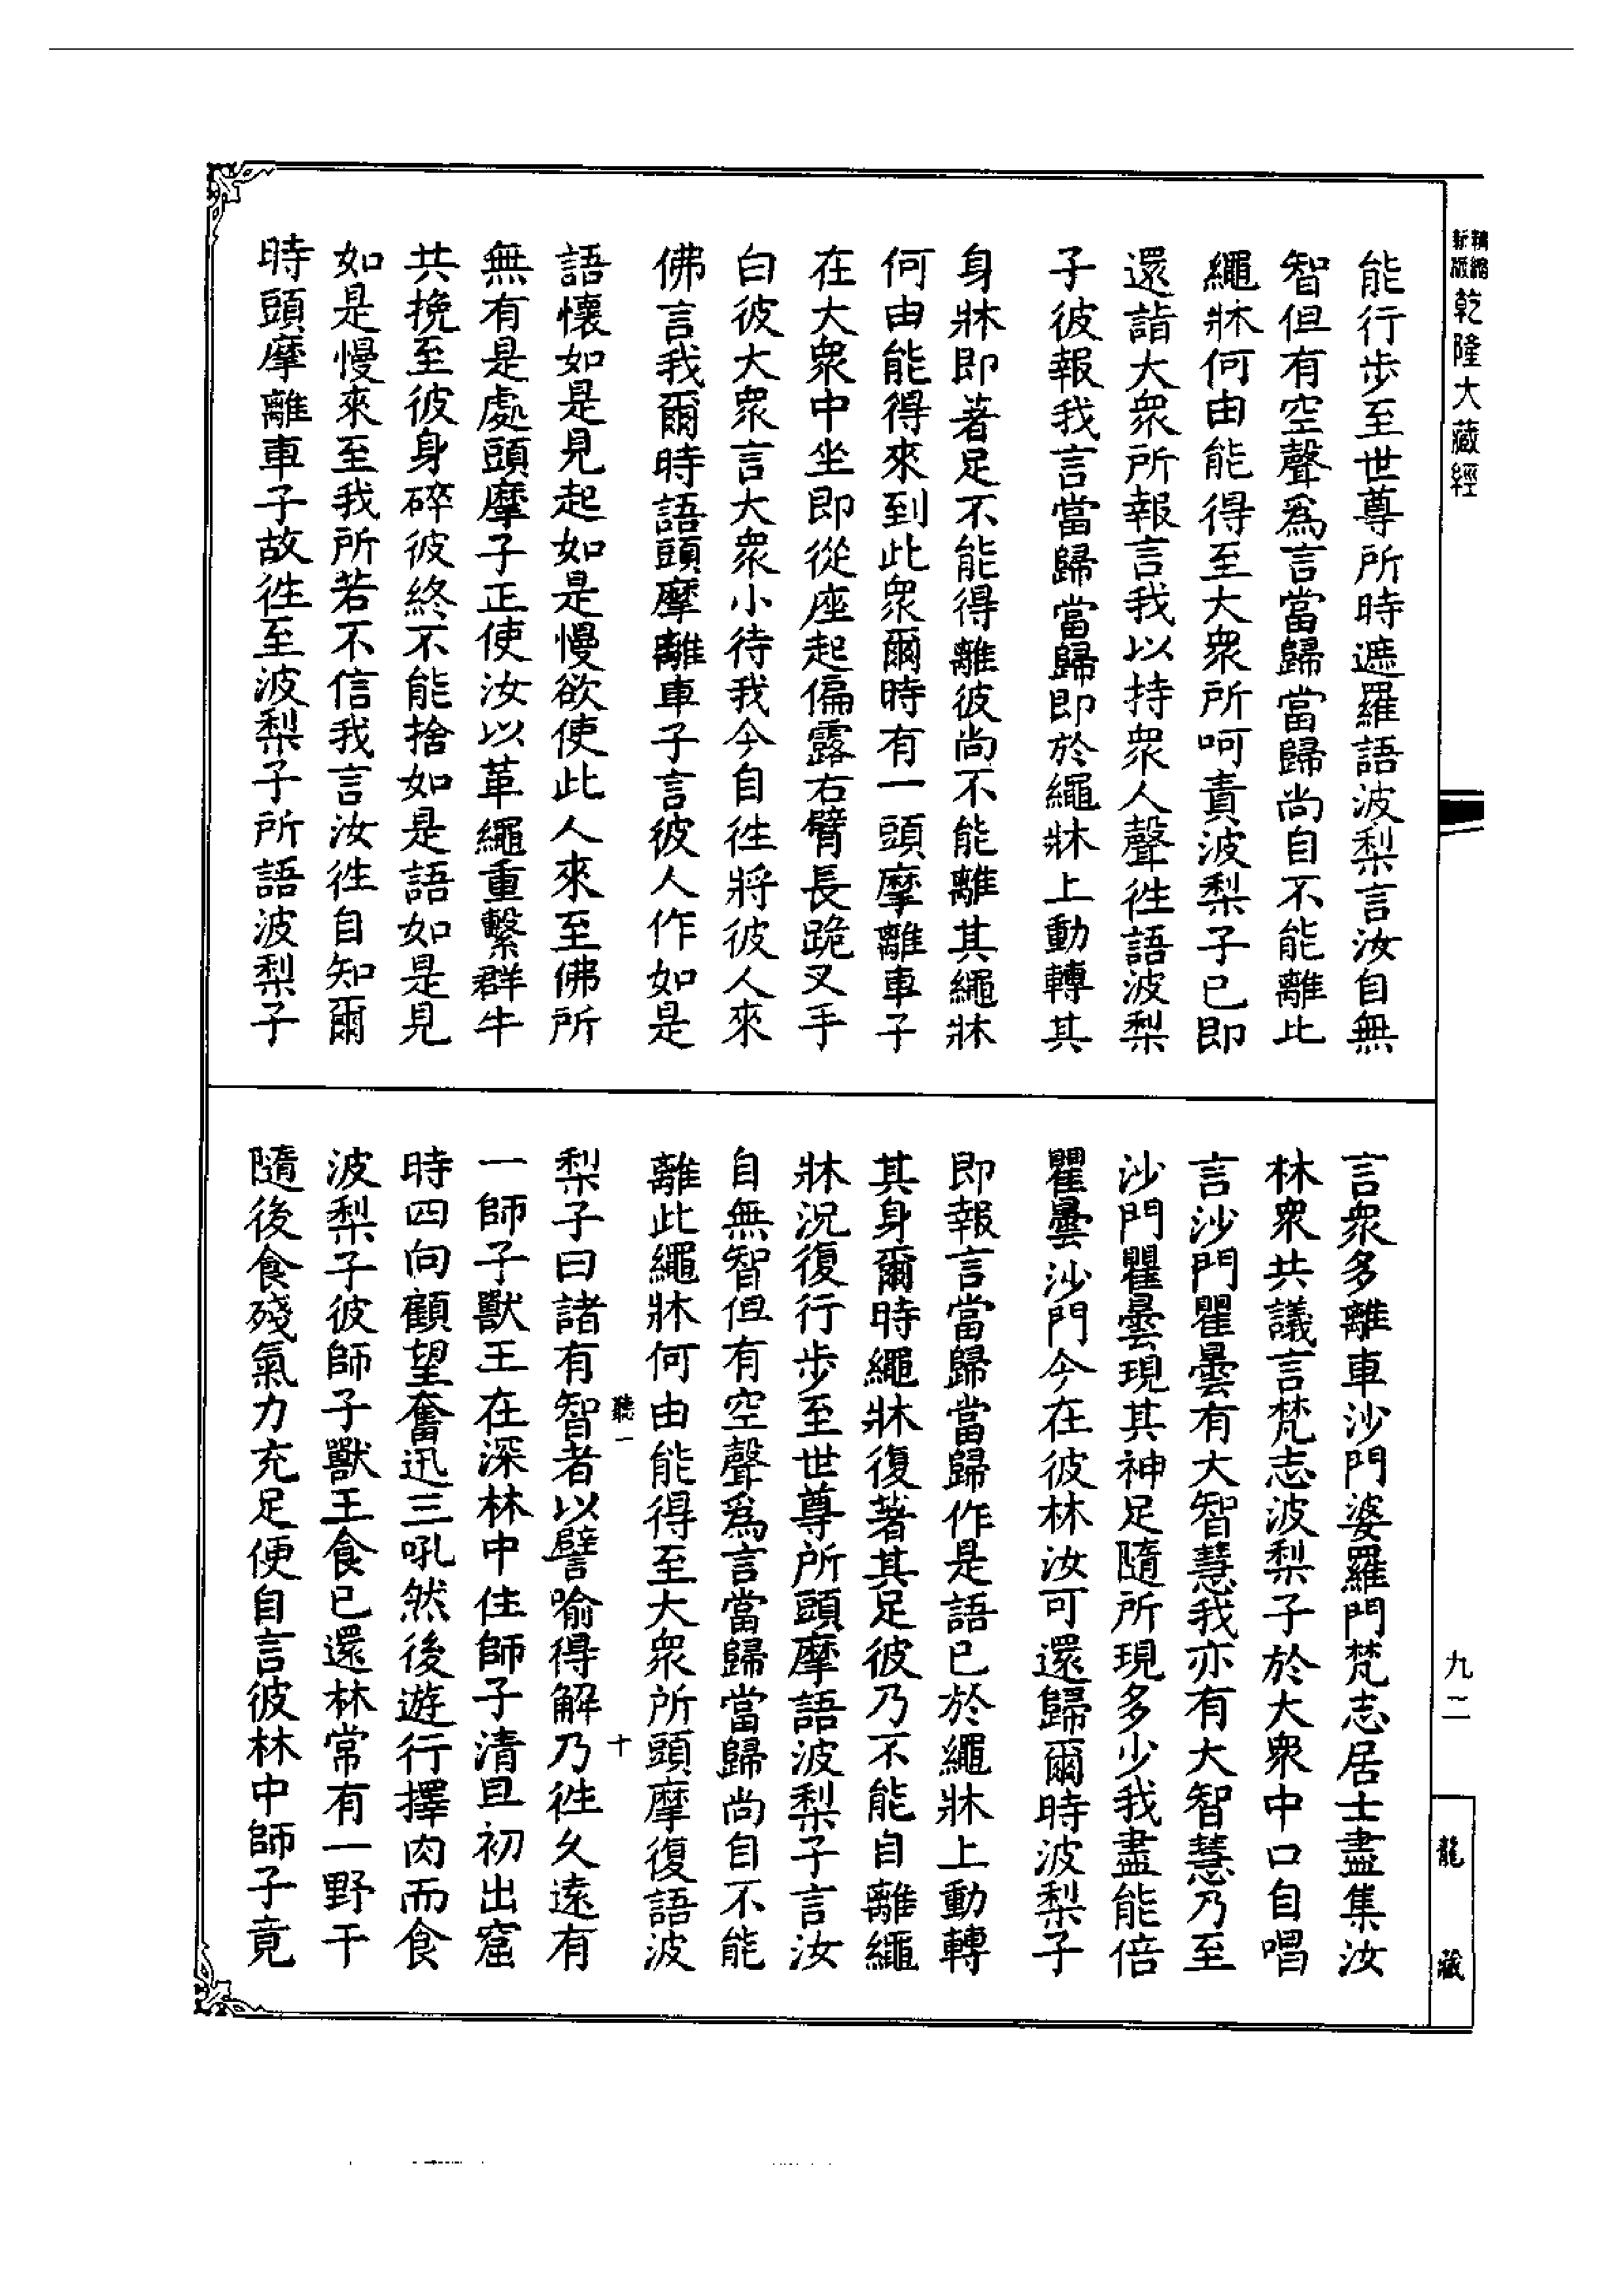 精縮新版乾隆大藏經
能行步至世尊所時遮羅語波梨言汝自無
智但有空聲爲言當歸當歸尚自不能離此
繩牀何由能得至大衆所呵責波梨子已即
還詣大衆所報言我以持衆人聲徃語波梨
子彼報我言當歸當歸即於繩牀上動轉其
身牀即著足不能得離彼尚不能離其繩牀
何由能得來到此衆爾時有一頭摩離車子
在大衆中坐即從座起偏露右臂長跪叉手
白彼大衆言大衆小待我今自徃將彼人來
佛言我爾時語頭摩離車子言彼人作如是
語懷如是見起如是慢欲使此人來至佛所
無有是處頭摩子正使汝以革繩重繫群牛
共挽至彼身碎彼終不能捨如是語如是見
如是慢來至我所若不信我言汝徃自知爾
時頭摩離車子故徃至波梨子所語波梨子
言衆多離車沙門婆羅門梵志居士盡集汝
林衆共議言梵志波梨子於大衆中口自唱
言沙門瞿曇有大智慧我亦有大智慧乃至
沙門瞿曇現其神足隨所現多少我盡能倍
瞿曇沙門今在彼林汝可還歸爾時波梨子
即報言當歸當歸作是語已於繩牀上動轉
其身爾時繩牀復著其足彼乃不能自離繩
牀況復行步至世尊所頭摩語波梨子言汝
自無智但有空聲爲言當歸當歸尚自不能
離此繩牀何由能得至大衆所頭摩復語波
聽一
十
梨子曰諸有智者以譬喻得解乃徃久遠有
一師子獸王在深林中住師子清旦初出窟
時四向顧望奮迅三吼然後遊行擇肉而食
波梨子彼師子獸王食已還林常有一野干
隨後食殘氣力充足便自言彼林中師子竟
九二
龍藏